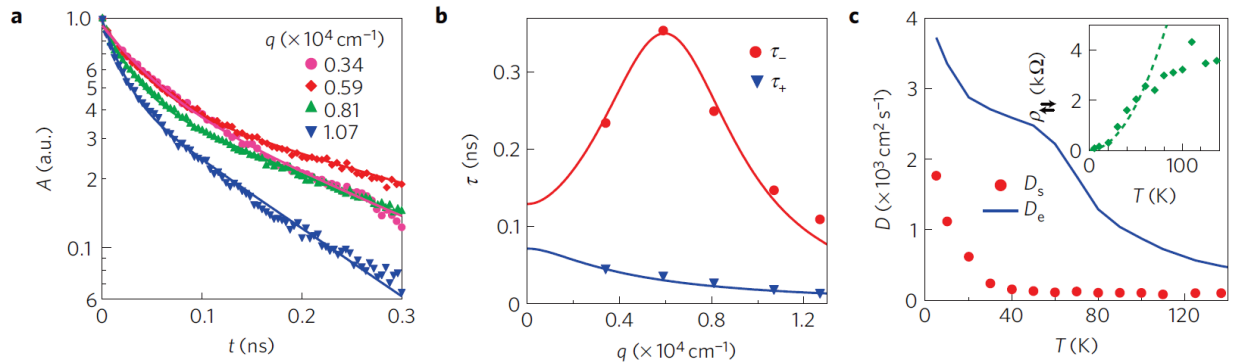 a
A (a.u.)
1.0
6
5
4
3
2
0.1
6
0
0.1
0.2
0.3
t (ns)
q (×10⁴ cm⁻¹)
0.34
0.59
0.81
1.07
b
τ (ns)
0.3
0.2
0.1
0
0
0.4
0.8
1.2
q (×10⁴ cm⁻¹)
τ₋
τ₊
c
D (×10³ cm² s⁻¹)
4
3
2
1
0
0
60
120
T (K)
Dₛ
Dₑ
ρ⇄ (kΩ)
4
2
0
0
100
T (K)